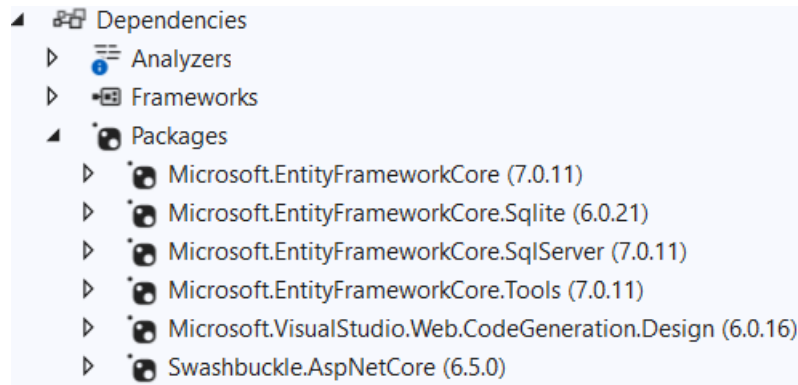 Dependencies
Analyzers
Frameworks
Packages
Microsoft.EntityFrameworkCore (7.0.11)
Microsoft.EntityFrameworkCore.Sqlite (6.0.21)
Microsoft.EntityFrameworkCore.SqlServer (7.0.11)
Microsoft.EntityFrameworkCore.Tools (7.0.11)
Microsoft.VisualStudio.Web.CodeGeneration.Design (6.0.16)
Swashbuckle.AspNetCore (6.5.0)